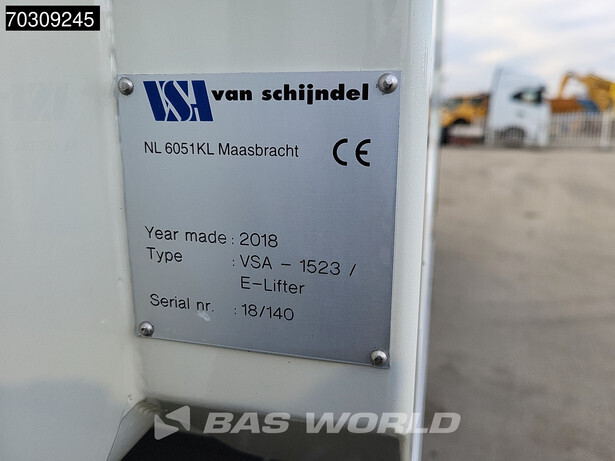 70309245
VSA van schijndel
NL 6051KL Maasbracht CE
Year made : 2018
Type : VSA - 1523 /
E-Lifter
Serial nr. : 18/140
BAS WORLD